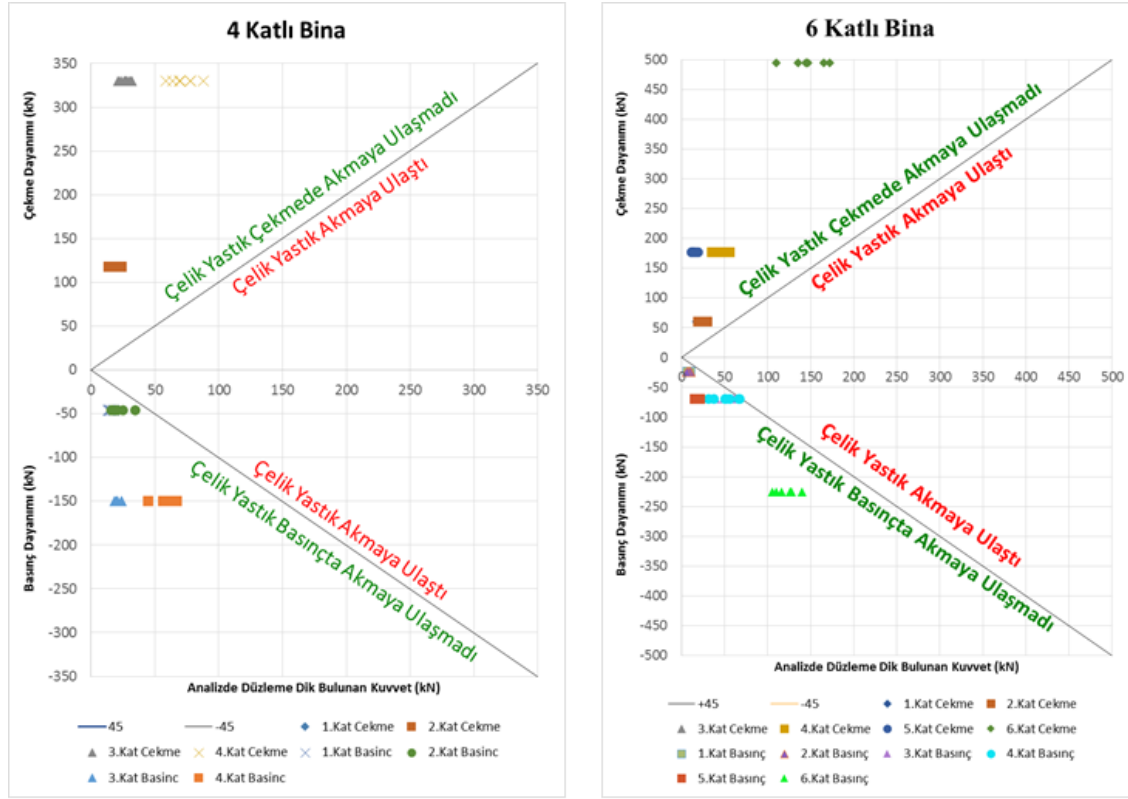 4 Katlı Bina
Çekme Dayanımı (kN)
Basınç Dayanımı (kN)
350
300
250
200
150
100
50
0
-50
-100
-150
-200
-250
-300
-350
0
50
100
150
200
250
300
350
Çelik Yastık Çekmede Akmaya Ulaşmadı
Çelik Yastık Akmaya Ulaştı
Çelik Yastık Akmaya Ulaştı
Çelik Yastık Basınçta Akmaya Ulaşmadı
Analizde Düzleme Dik Bulunan Kuvvet (kN)
45
-45
1.Kat Cekme
2.Kat Cekme
3.Kat Cekme
4.Kat Cekme
1.Kat Basinc
2.Kat Basinc
3.Kat Basinc
4.Kat Basinc
6 Katlı Bina
Çekme Dayanımı (kN)
Basınç Dayanımı (kN)
500
450
400
350
300
250
200
150
100
50
0
-50
-100
-150
-200
-250
-300
-350
-400
-450
-500
0
50
100
150
200
250
300
350
400
450
500
Çelik Yastık Çekmede Akmaya Ulaşmadı
Çelik Yastık Akmaya Ulaştı
Çelik Yastık Akmaya Ulaştı
Çelik Yastık Basınçta Akmaya Ulaşmadı
Analizde Düzleme Dik Bulunan Kuvvet (kN)
+45
-45
1.Kat Cekme
2.Kat Cekme
3.Kat Cekme
4.Kat Cekme
5.Kat Cekme
6.Kat Cekme
1.Kat Basınç
2.Kat Basınç
3.Kat Basınç
4.Kat Basınç
5.Kat Basınç
6.Kat Basınç